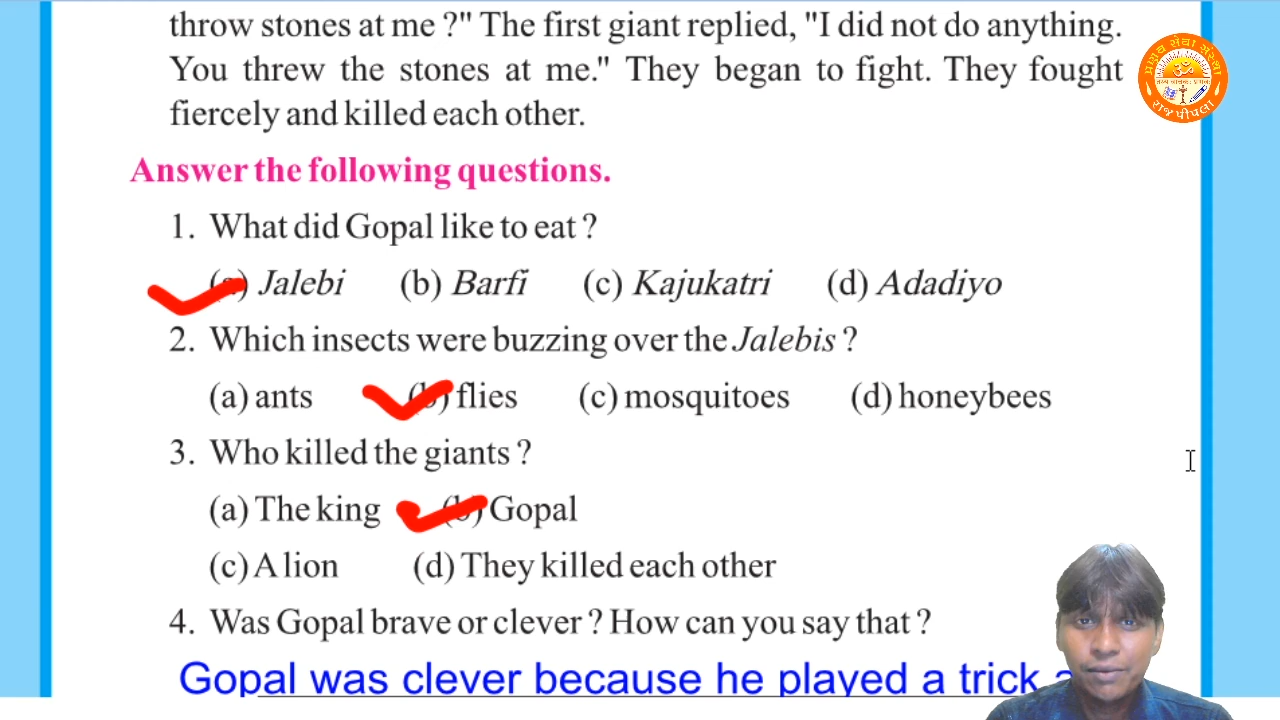 throw stones at me ?" The first giant replied, "I did not do anything.
You threw the stones at me." They began to fight. They fought
fiercely and killed each other.
Answer the following questions.
1. What did Gopal like to eat ?
(a) Jalebi (b) Barfi (c) Kajukatri (d) Adadiyo
2. Which insects were buzzing over the Jalebis ?
(a) ants (b) flies (c) mosquitoes (d) honeybees
3. Who killed the giants ?
(a) The king (b) Gopal
(c) A lion (d) They killed each other
4. Was Gopal brave or clever ? How can you say that ?
Gopal was clever because he played a trick
પ્રણવ સેવા સંસ્થા
રાજપીપલા